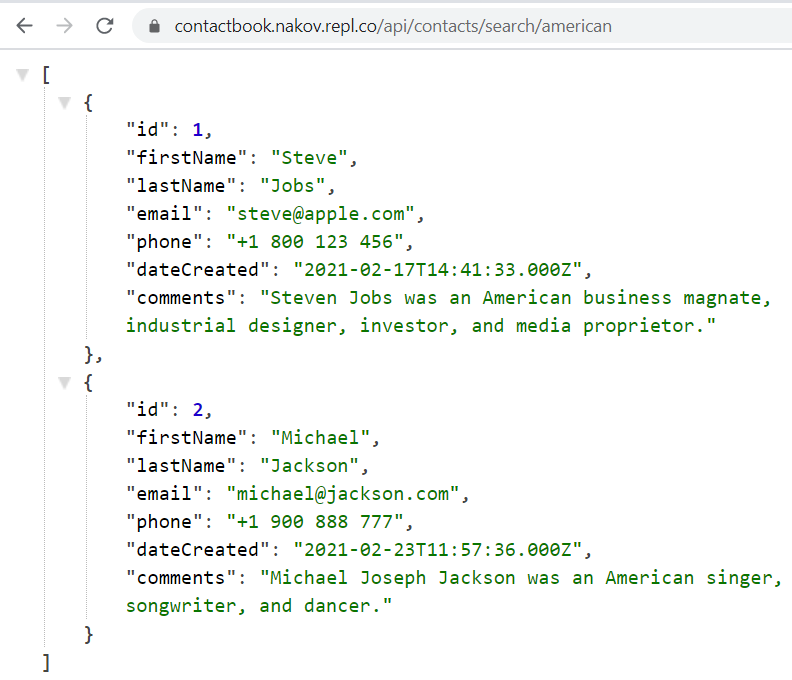 contactbook.nakov.repl.co/api/contacts/search/american
[
{
"id": 1,
"firstName": "Steve",
"lastName": "Jobs",
"email": "steve@apple.com",
"phone": "+1 800 123 456",
"dateCreated": "2021-02-17T14:41:33.000Z",
"comments": "Steven Jobs was an American business magnate,
industrial designer, investor, and media proprietor."
},
{
"id": 2,
"firstName": "Michael",
"lastName": "Jackson",
"email": "michael@jackson.com",
"phone": "+1 900 888 777",
"dateCreated": "2021-02-23T11:57:36.000Z",
"comments": "Michael Joseph Jackson was an American singer,
songwriter, and dancer."
}
]